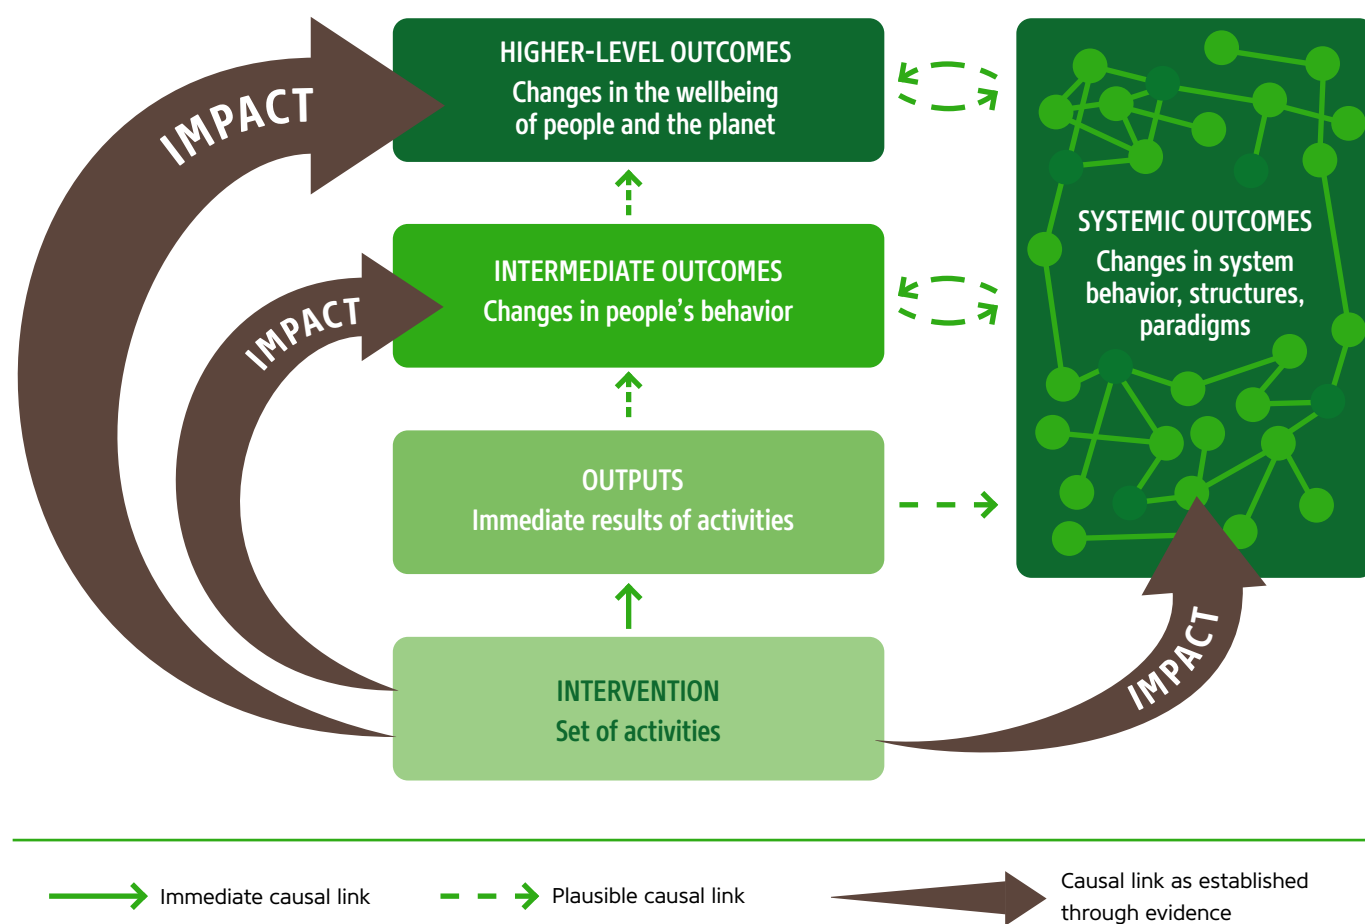 HIGHER-LEVEL OUTCOMES
Changes in the wellbeing
of people and the planet
IMPACT
SYSTEMIC OUTCOMES
Changes in system
behavior, structures,
paradigms
INTERMEDIATE OUTCOMES
Changes in people’s behavior
IMPACT
OUTPUTS
Immediate results of activities
INTERVENTION
Set of activities
IMPACT
Immediate causal link
Plausible causal link
Causal link as established
through evidence